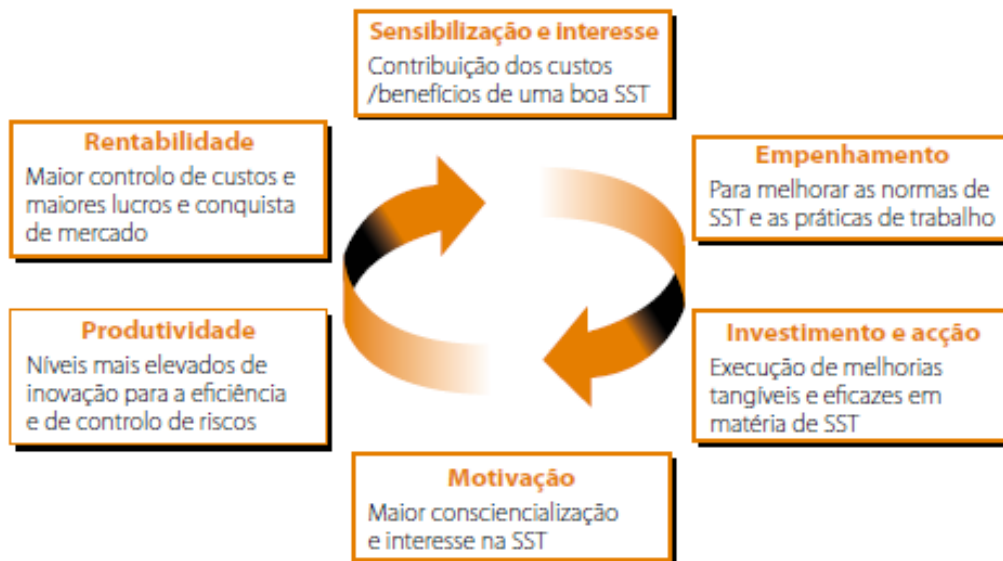 Sensibilização e interesse
Contribuição dos custos
/benefícios de uma boa SST
Empenhamento
Para melhorar as normas de
SST e as práticas de trabalho
Investimento e acção
Execução de melhorias
tangíveis e eficazes em
matéria de SST
Motivação
Maior consciencialização
e interesse na SST
Produtividade
Níveis mais elevados de
inovação para a eficiência
e de controlo de riscos
Rentabilidade
Maior controlo de custos e
maiores lucros e conquista
de mercado